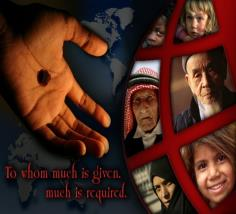 To whom much is given,
much is required.